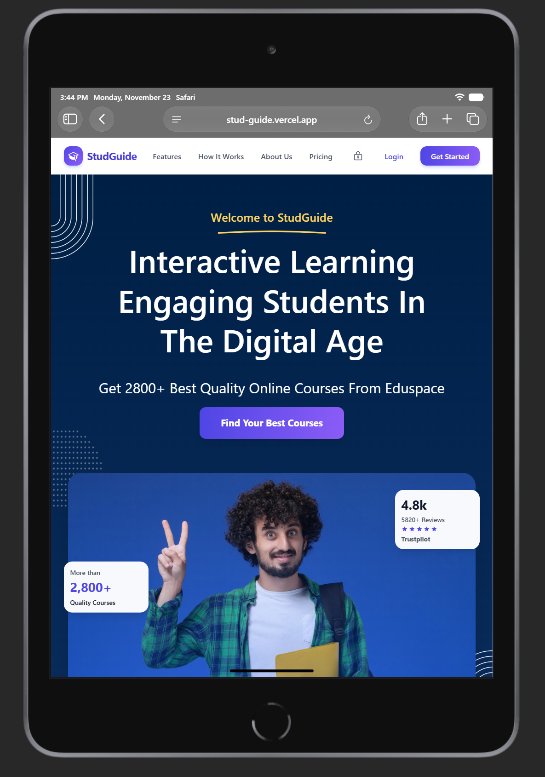 3:44 PM Monday, November 23 Safari
stud-guide.vercel.app
StudGuide Features How It Works About Us Pricing Login Get Started
Welcome to StudGuide
Interactive Learning
Engaging Students In
The Digital Age
Get 2800+ Best Quality Online Courses From Eduspace
Find Your Best Courses
4.8k
5820+ Reviews
Trustpilot
More than
2,800+
Quality Courses